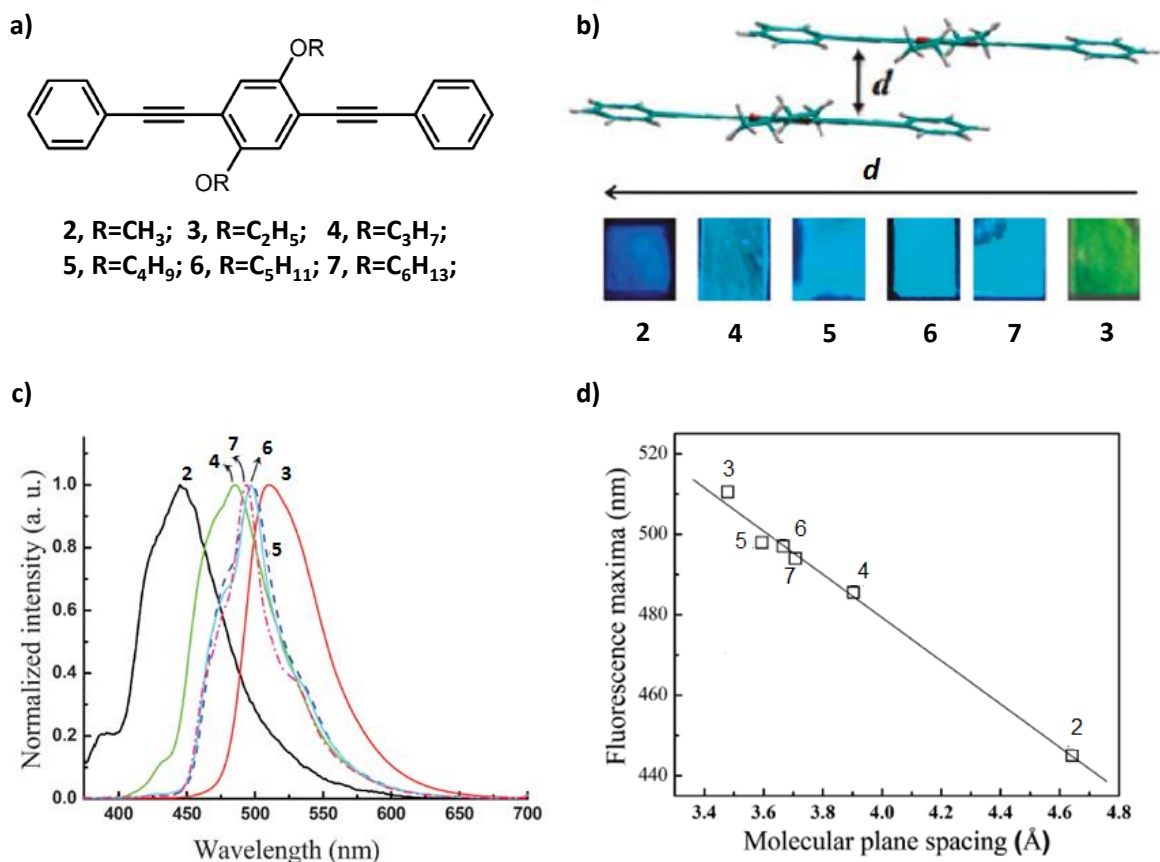 a)
OR
OR
2, R=CH₃; 3, R=C₂H₅; 4, R=C₃H₇;
5, R=C₄H₉; 6, R=C₅H₁₁; 7, R=C₆H₁₃;
b)
d
d
2 4 5 6 7 3
c)
Normalized intensity (a. u.)
1.0
0.8
0.6
0.4
0.2
0.0
2 4 7 6 3
5
400 450 500 550 600 650 700
Wavelength (nm)
d)
Fluorescence maxima (nm)
520
500
480
460
440
3
5
6
7
4
2
3.4 3.6 3.8 4.0 4.2 4.4 4.6 4.8
Molecular plane spacing (Å)